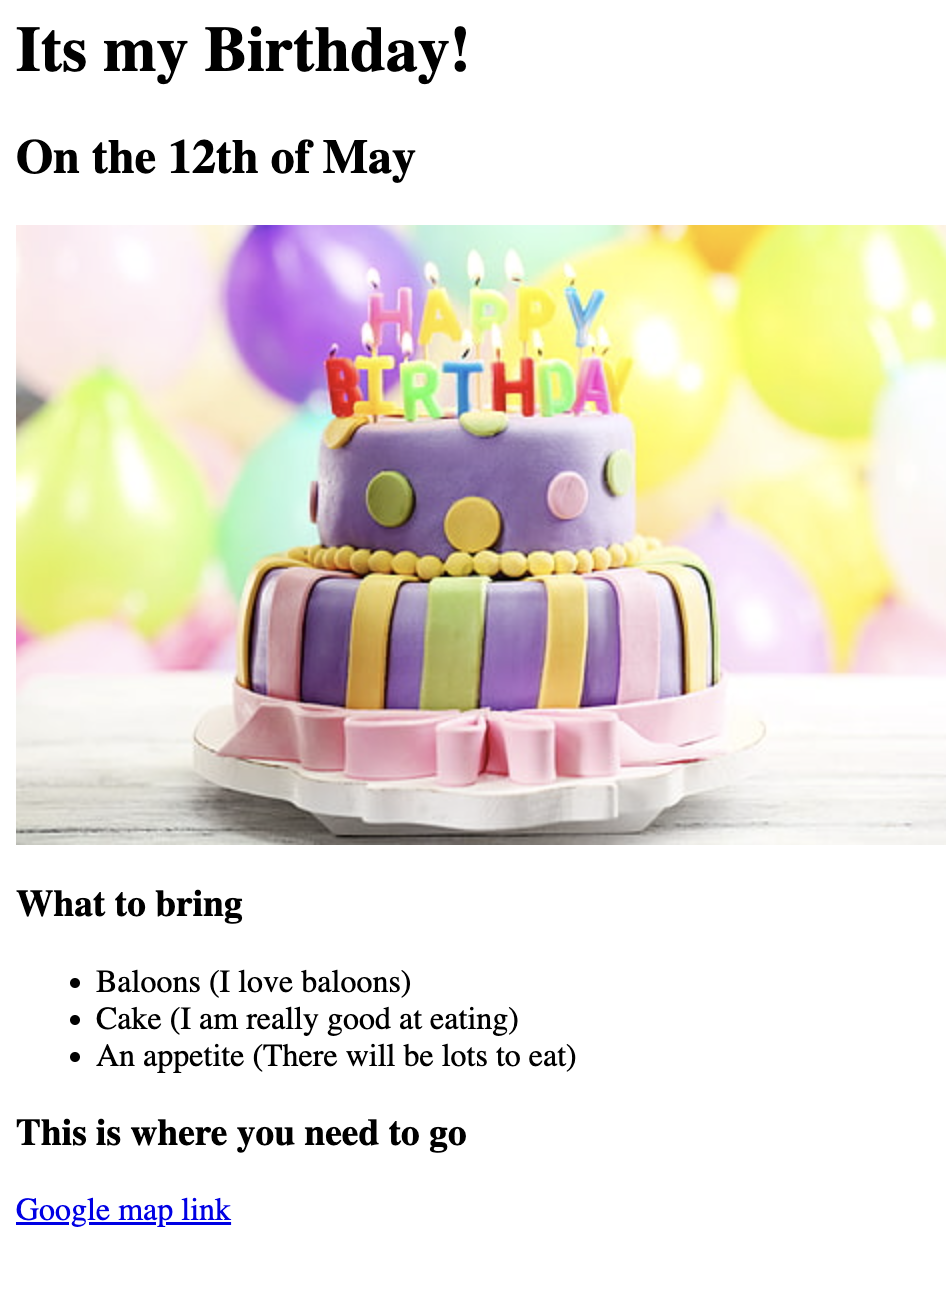 Its my Birthday!
On the 12th of May
HAPPY
BIRTHDAY
What to bring
Baloons (I love baloons)
Cake (I am really good at eating)
An appetite (There will be lots to eat)
This is where you need to go
Google map link